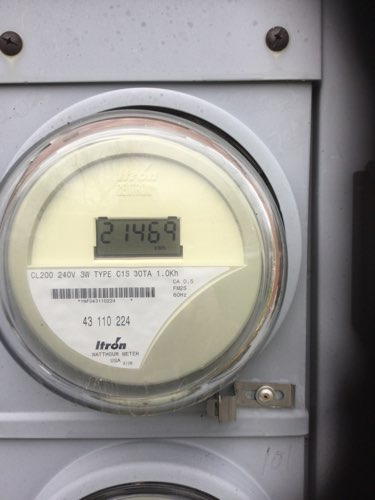 Itron
CENTRON
21469
CL200 240V 3W TYPE C1S 30TA 1.0Kh
CA 0.5
FM2S
60Hz
43 110 224
Itron
WATTHOUR METER
USA